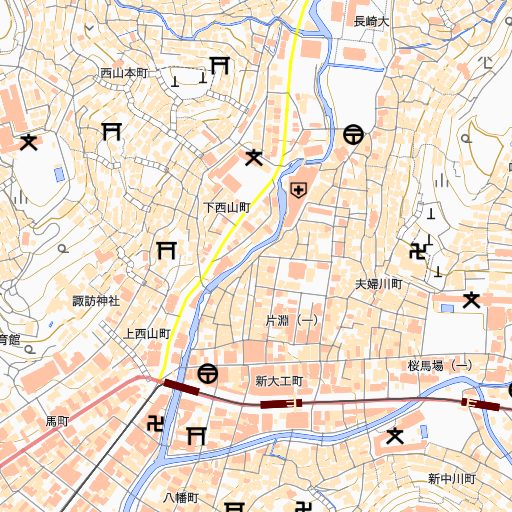 長崎大
西山本町
下西山町
夫婦川町
諏訪神社
片淵（一）
上西山町
育館
桜馬場（一）
新大工町
馬町
新中川町
八幡町